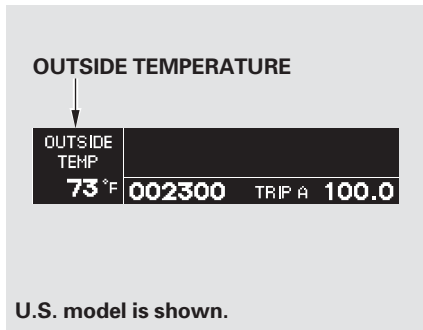 OUTSIDE TEMPERATURE
OUTSIDE
TEMP
73°F 002300 TRIP A 100.0
U.S. model is shown.